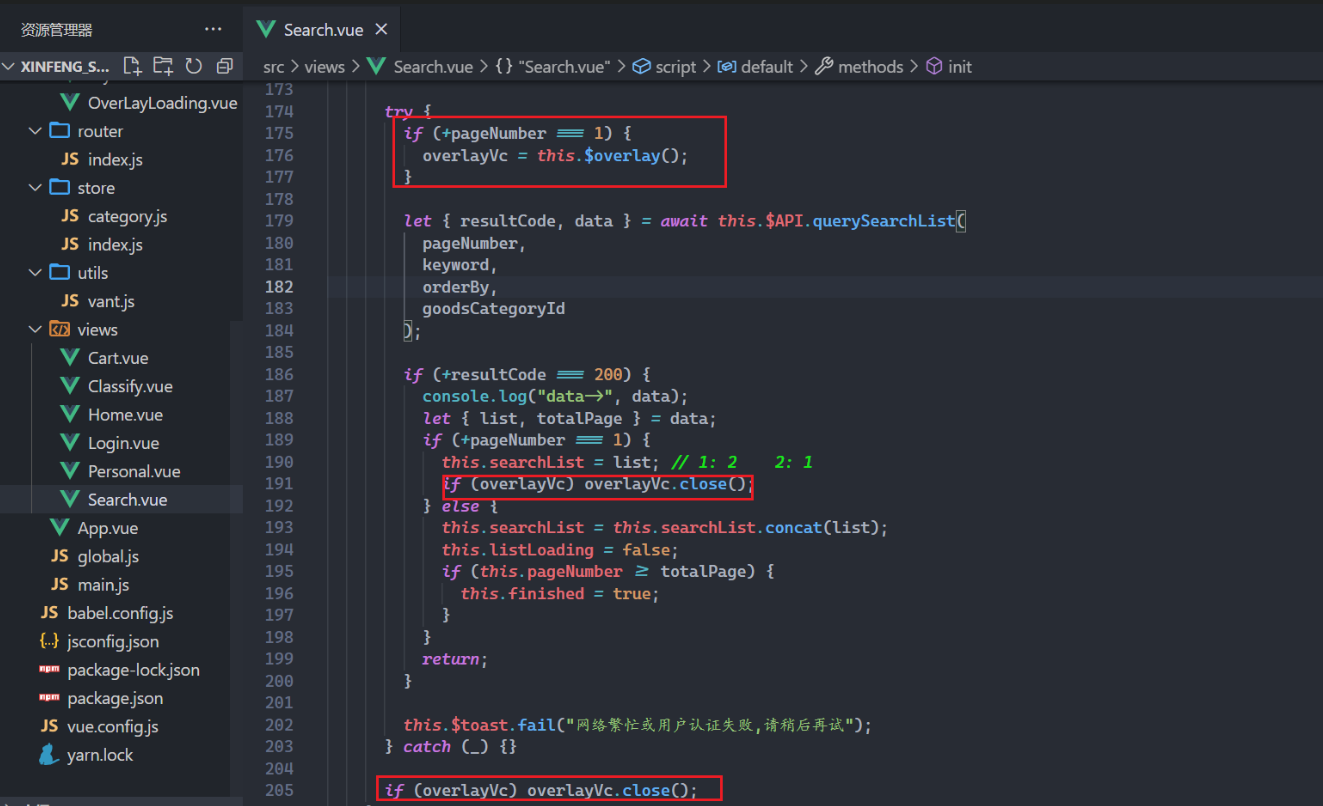 资源管理器
···
Search.vue
XINFENG_S...
src > views > Search.vue > {} "Search.vue" > script > default > methods > init
OverLayLoading.vue
router
JS index.js
store
JS category.js
JS index.js
utils
JS vant.js
views
Cart.vue
Classify.vue
Home.vue
Login.vue
Personal.vue
Search.vue
App.vue
JS global.js
JS main.js
JS babel.config.js
{..} jsconfig.json
npm package-lock.json
npm package.json
JS vue.config.js
yarn.lock
173
174 try {
175 if (+pageNumber === 1) {
176 overlayVc = this.$overlay();
177 }
178
179 let { resultCode, data } = await this.$API.querySearchList(
180 pageNumber,
181 keyword,
182 orderBy,
183 goodsCategoryId
184 );
185
186 if (+resultCode === 200) {
187 console.log("data->", data);
188 let { list, totalPage } = data;
189 if (+pageNumber === 1) {
190 this.searchList = list; // 1: 2 2: 1
191 if (overlayVc) overlayVc.close();
192 } else {
193 this.searchList = this.searchList.concat(list);
194 this.listLoading = false;
195 if (this.pageNumber >= totalPage) {
196 this.finished = true;
197 }
198 }
199 return;
200 }
201
202 this.$toast.fail("网络繁忙或用户认证失败,请稍后再试");
203 } catch (_) {}
204
205 if (overlayVc) overlayVc.close();